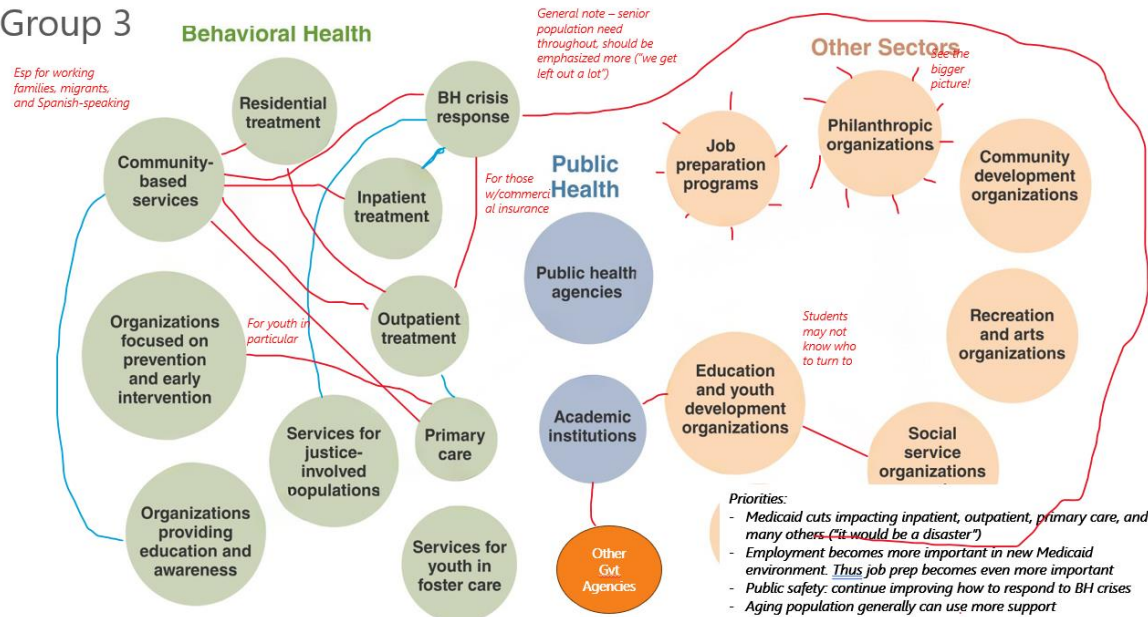 Group 3
Behavioral Health
General note – senior
population need
throughout, should be
emphasized more ("we get
left out a lot")
Other Sectors
See the
bigger
picture!
Esp for working
families, migrants,
and Spanish-speaking
Residential
treatment
BH crisis
response
Community-
based
services
Inpatient
treatment
For those
w/commerci
al insurance
Outpatient
treatment
Organizations
focused on
prevention
and early
intervention
For youth in
particular
Services for
justice-
involved
populations
Primary
care
Organizations
providing
education and
awareness
Services for
youth in
foster care
Public
Health
Public health
agencies
Academic
institutions
Other
Gvt
Agencies
Job
preparation
programs
Philanthropic
organizations
Community
development
organizations
Recreation
and arts
organizations
Students
may not
know who
to turn to
Education
and youth
development
organizations
Social
service
organizations
Priorities:
- Medicaid cuts impacting inpatient, outpatient, primary care, and
many others ("it would be a disaster")
- Employment becomes more important in new Medicaid
environment. Thus job prep becomes even more important
- Public safety: continue improving how to respond to BH crises
- Aging population generally can use more support